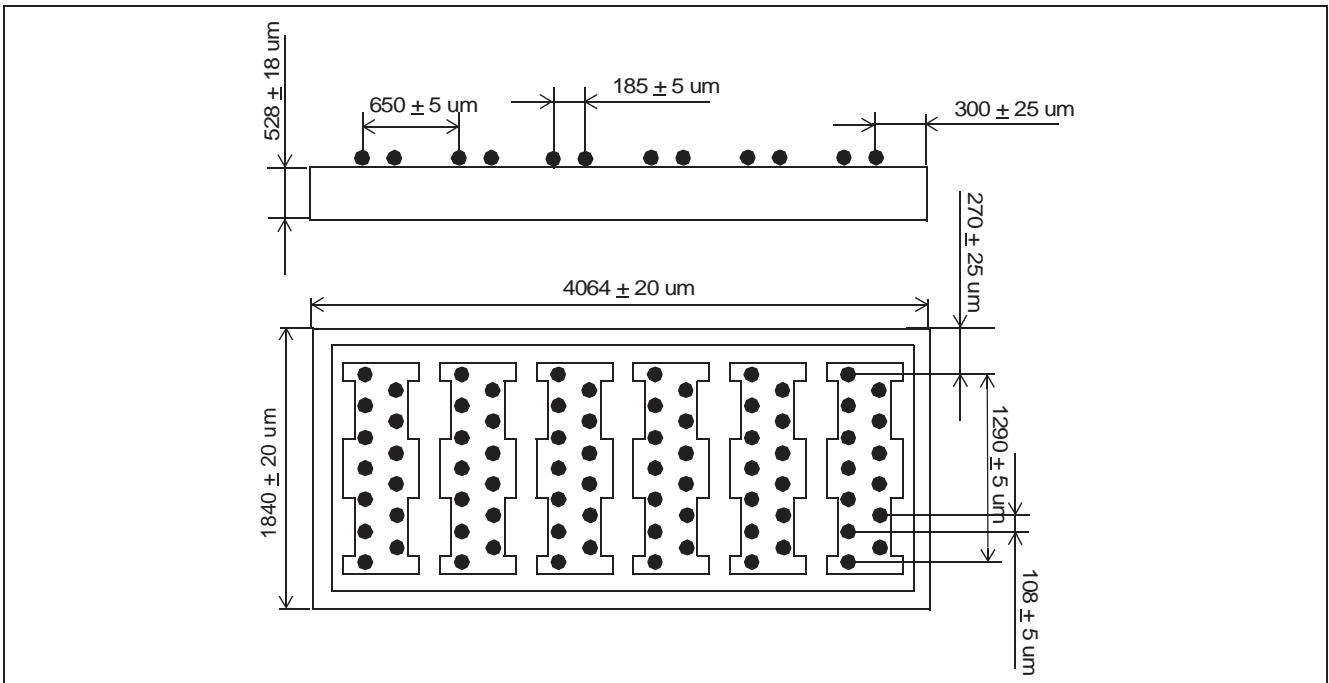 528 ± 18 um
650 ± 5 um
185 ± 5 um
300 ± 25 um
270 ± 25 um
4064 ± 20 um
1840 ± 20 um
1290 ± 5 um
108 ± 5 um